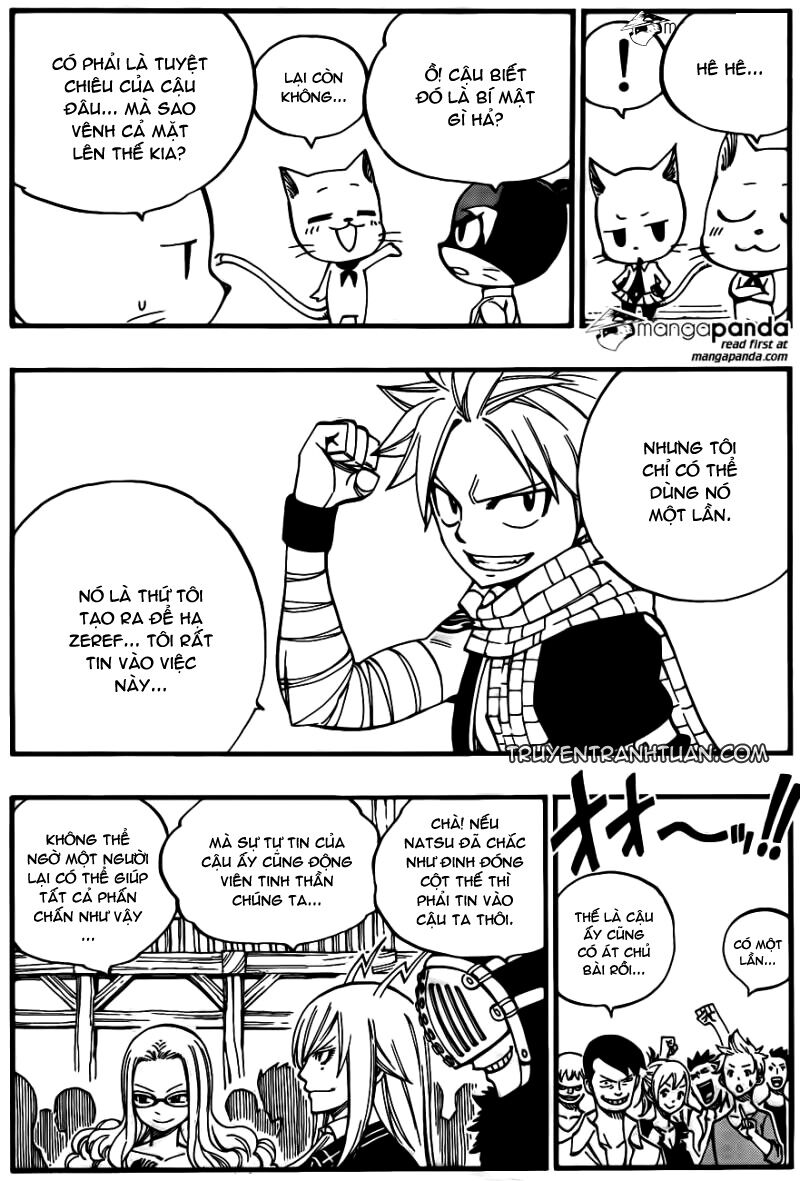 HÊ HÊ...
!
Ồ! CẬU BIẾT
ĐÓ LÀ BÍ MẬT
GÌ HẢ?
LẠI CÒN
KHÔNG...
CÓ PHẢI LÀ TUYỆT
CHIÊU CỦA CẬU
ĐÂU... MÀ SAO
VÊNH CẢ MẶT
LÊN THẾ KIA?
mangapanda
read first at
mangapanda.com
NHƯNG TÔI
CHỈ CÓ THỂ
DÙNG NÓ
MỘT LẦN.
NÓ LÀ THỨ TÔI
TẠO RA ĐỂ HẠ
ZEREF... TÔI RẤT
TIN VÀO VIỆC
NÀY...
TRUYENTRANHTUAN.COM
オオ〜ッ!!
CÓ MỘT
LẦN...
THẾ LÀ CẬU
ẤY CŨNG
CÓ ÁT CHỦ
BÀI RỒI...
CHÀ! NẾU
NATSU ĐÃ CHẮC
NHƯ ĐINH ĐÓNG
CỘT THẾ THÌ
PHẢI TIN VÀO
CẬU TA THÔI.
MÀ SỰ TỰ TIN CỦA
CẬU ẤY CŨNG ĐỘNG
VIÊN TINH THẦN
CHÚNG TA...
KHÔNG THỂ
NGỜ MỘT NGƯỜI
LẠI CÓ THỂ GIÚP
TẤT CẢ PHẤN
CHẤN NHƯ VẬY
...